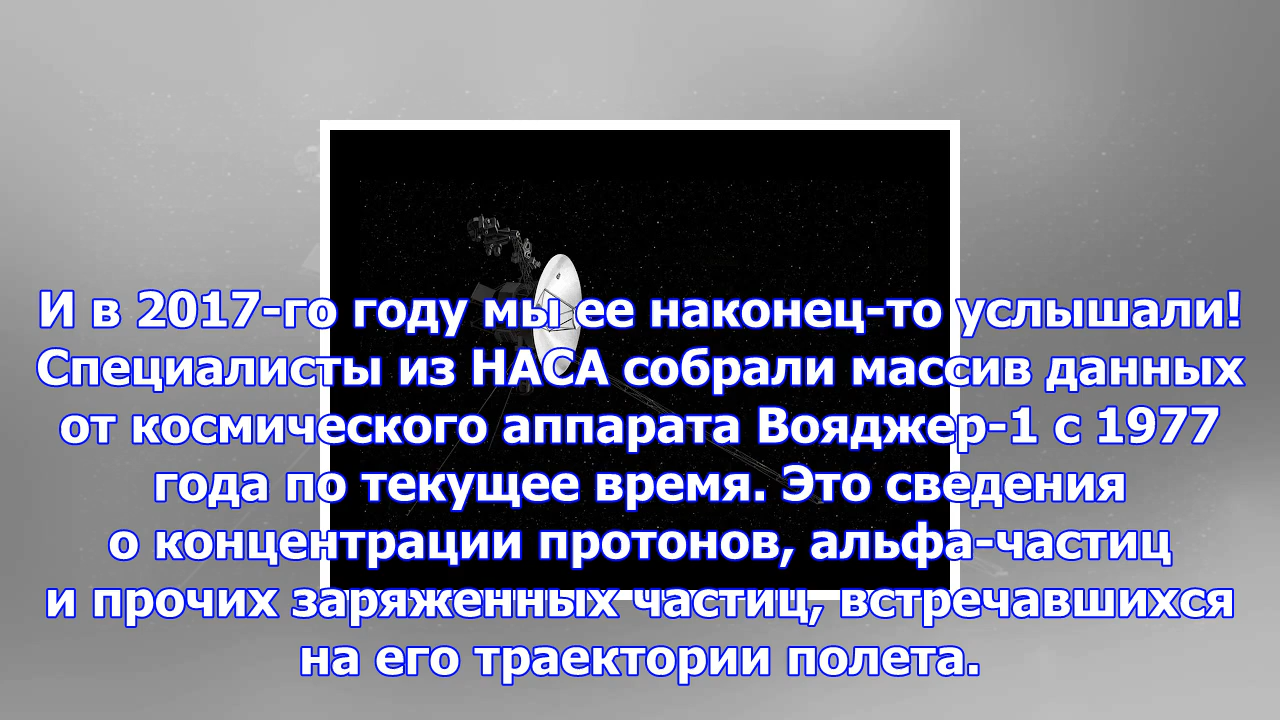 И в 2017-го году мы ее наконец-то услышали!
Специалисты из НАСА собрали массив данных
от космического аппарата Вояджер-1 с 1977
года по текущее время. Это сведения
о концентрации протонов, альфа-частиц
и прочих заряженных частиц, встречавшихся
на его траектории полета.